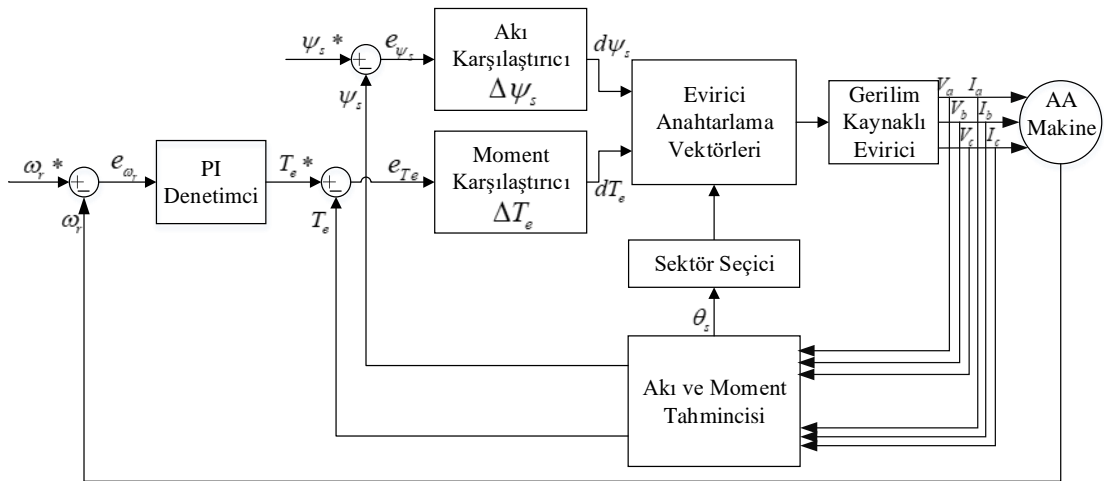 ψs *
eψs
Akı
Karşılaştırıcı
Δψs
dψs
ψs
Evirici
Anahtarlama
Vektörleri
Gerilim
Kaynaklı
Evirici
Va Ia
Vb Ib
Vc Ic
AA
Makine
ωr*
eωr
PI
Denetimci
Te *
eTe
Moment
Karşılaştırıcı
ΔTe
dTe
ωr
Te
Sektör Seçici
θs
Akı ve Moment
Tahmincisi